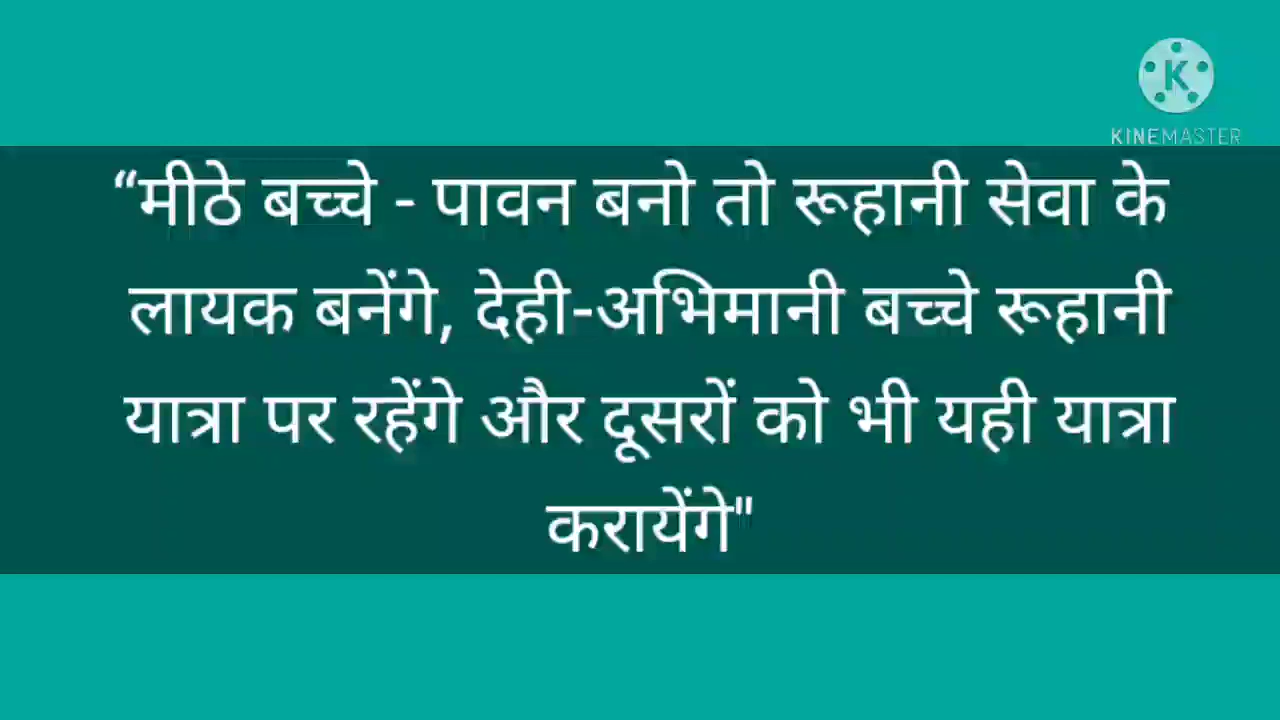 KINEMASTER
“मीठे बच्चे - पावन बनो तो रूहानी सेवा के
लायक बनेंगे, देही-अभिमानी बच्चे रूहानी
यात्रा पर रहेंगे और दूसरों को भी यही यात्रा
करायेंगे"